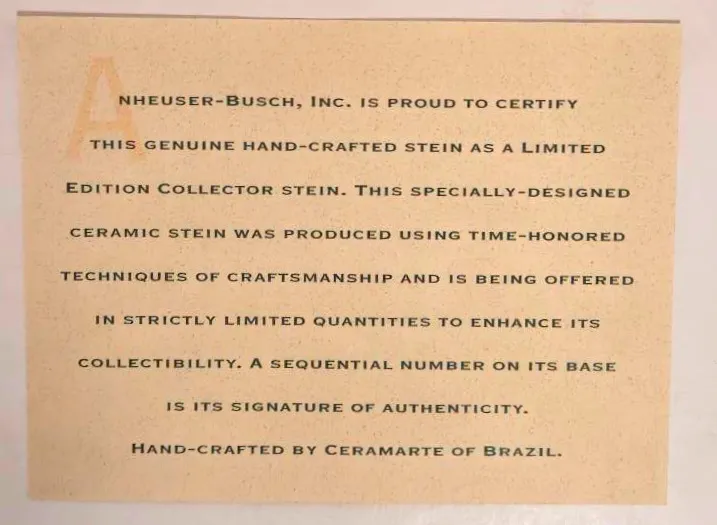 ANHEUSER-BUSCH, INC. IS PROUD TO CERTIFY
THIS GENUINE HAND-CRAFTED STEIN AS A LIMITED
EDITION COLLECTOR STEIN. THIS SPECIALLY-DESIGNED
CERAMIC STEIN WAS PRODUCED USING TIME-HONORED
TECHNIQUES OF CRAFTSMANSHIP AND IS BEING OFFERED
IN STRICTLY LIMITED QUANTITIES TO ENHANCE ITS
COLLECTIBILITY. A SEQUENTIAL NUMBER ON ITS BASE
IS ITS SIGNATURE OF AUTHENTICITY.
HAND-CRAFTED BY CERAMARTE OF BRAZIL.